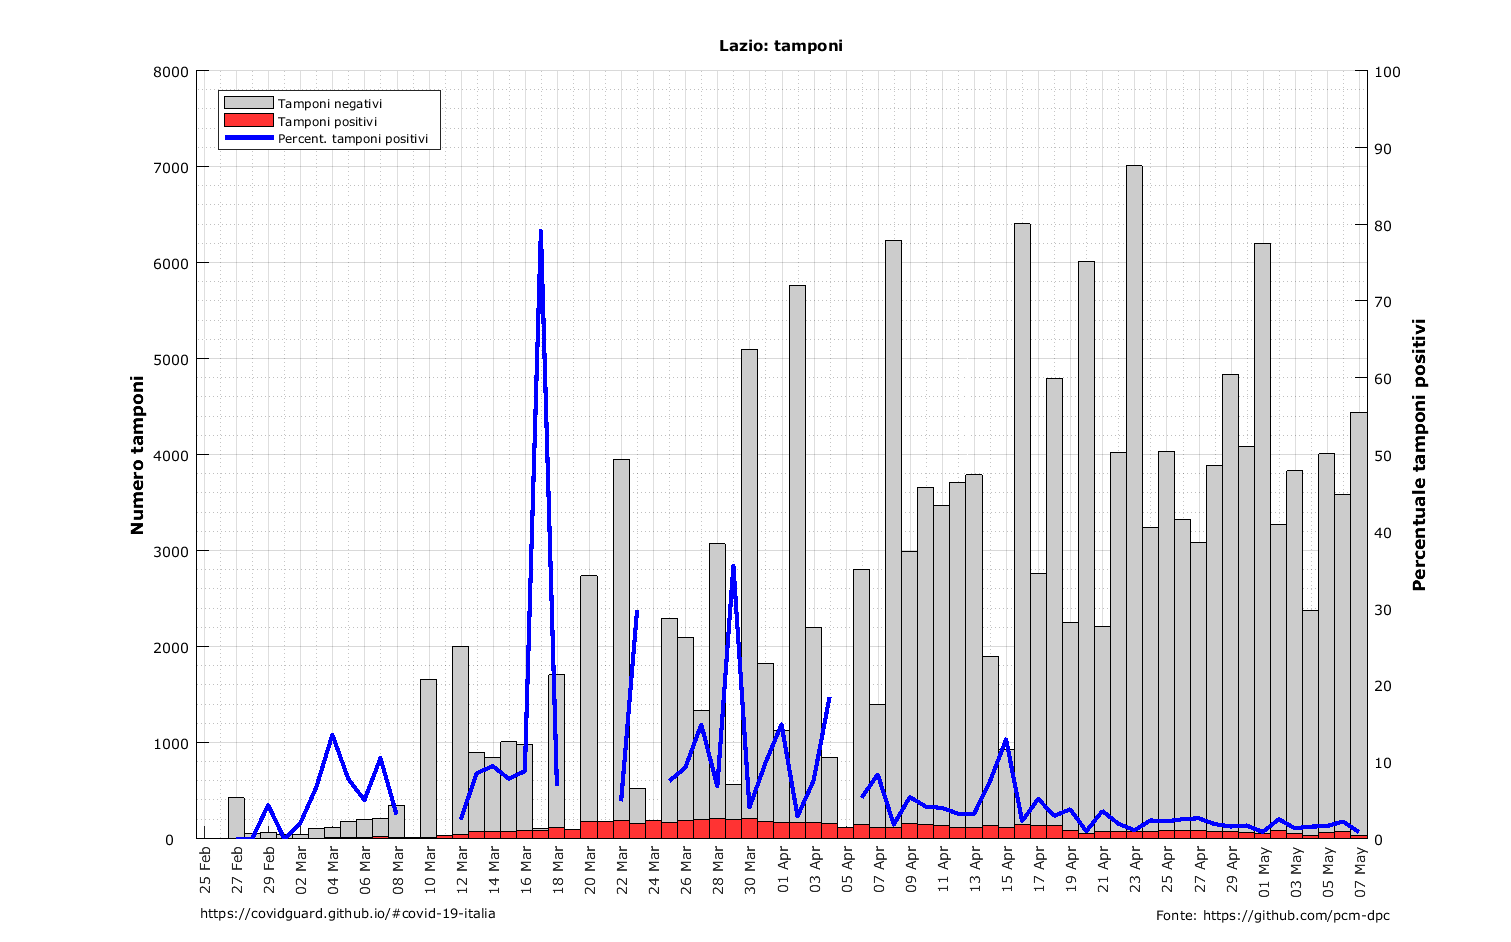 Lazio: tamponi
8000
7000
6000
5000
4000
3000
2000
1000
0
Numero tamponi
Tamponi negativi
Tamponi positivi
Percent. tamponi positivi
100
90
80
70
60
50
40
30
20
10
0
Percentuale tamponi positivi
25 Feb
27 Feb
29 Feb
02 Mar
04 Mar
06 Mar
08 Mar
10 Mar
12 Mar
14 Mar
16 Mar
18 Mar
20 Mar
22 Mar
24 Mar
26 Mar
28 Mar
30 Mar
01 Apr
03 Apr
05 Apr
07 Apr
09 Apr
11 Apr
13 Apr
15 Apr
17 Apr
19 Apr
21 Apr
23 Apr
25 Apr
27 Apr
29 Apr
01 May
03 May
05 May
07 May
https://covidguard.github.io/#covid-19-italia
Fonte: https://github.com/pcm-dpc